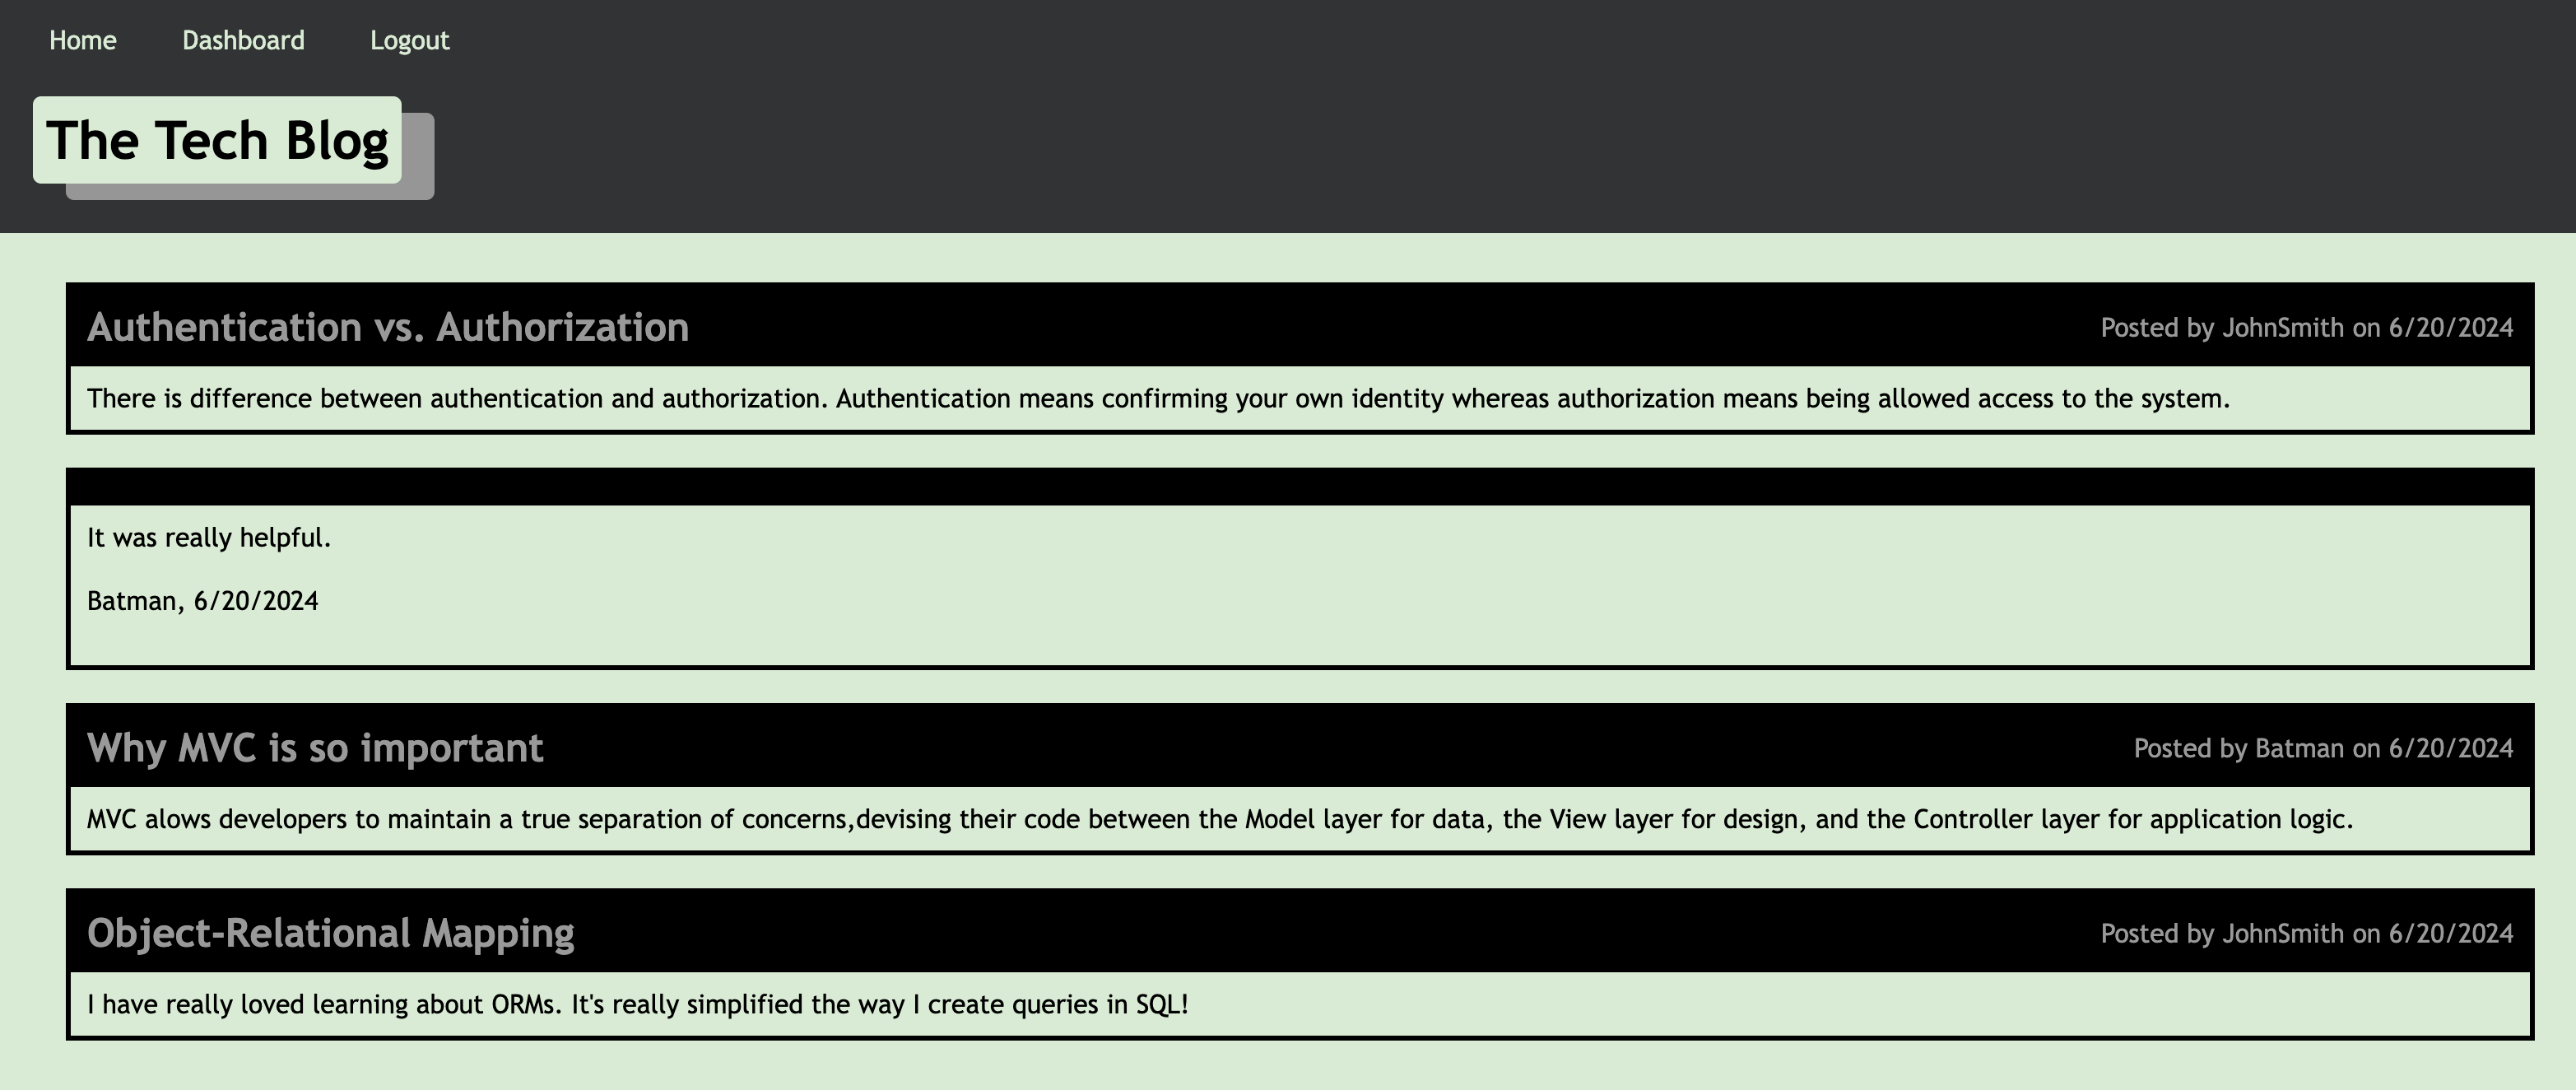 Home Dashboard Logout
The Tech Blog
Authentication vs. Authorization Posted by JohnSmith on 6/20/2024
There is difference between authentication and authorization. Authentication means confirming your own identity whereas authorization means being allowed access to the system.
It was really helpful.
Batman, 6/20/2024
Why MVC is so important Posted by Batman on 6/20/2024
MVC alows developers to maintain a true separation of concerns,devising their code between the Model layer for data, the View layer for design, and the Controller layer for application logic.
Object-Relational Mapping Posted by JohnSmith on 6/20/2024
I have really loved learning about ORMs. It's really simplified the way I create queries in SQL!